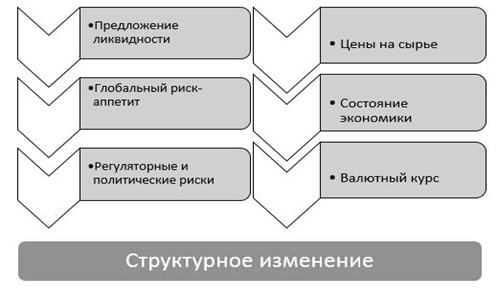 •Предложение
ликвидности
•Глобальный риск-
аппетит
•Регуляторные и
политические риски
• Цены на сырье
• Состояние
экономики
• Валютный курс
Структурное изменение